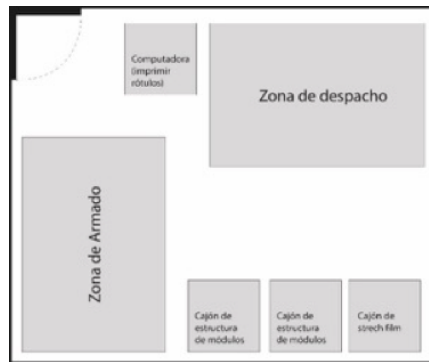 Computadora
(imprimir
rótulos)
Zona de despacho
Zona de Armado
Cajón de
estructura
de módulos
Cajón de
estructura
de módulos
Cajón de
strech film